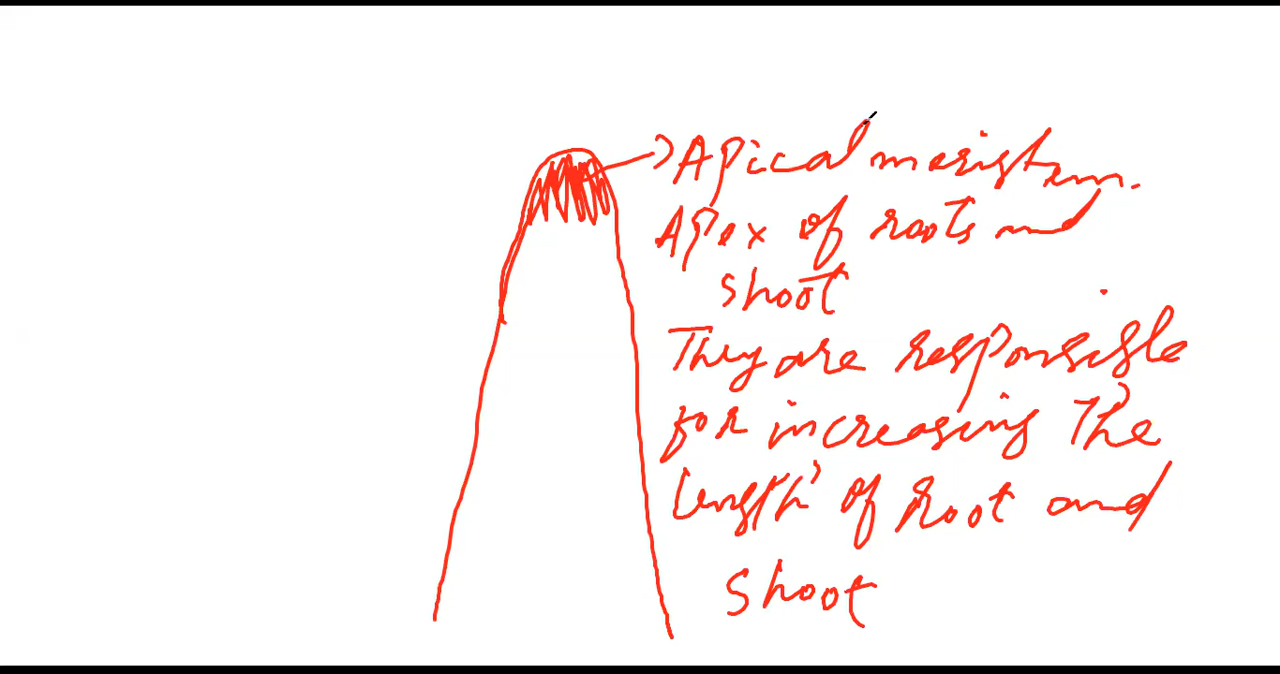 Apical meristem.
Apex of roots and
shoot
They are responsible
for increasing the
length of root and
shoot